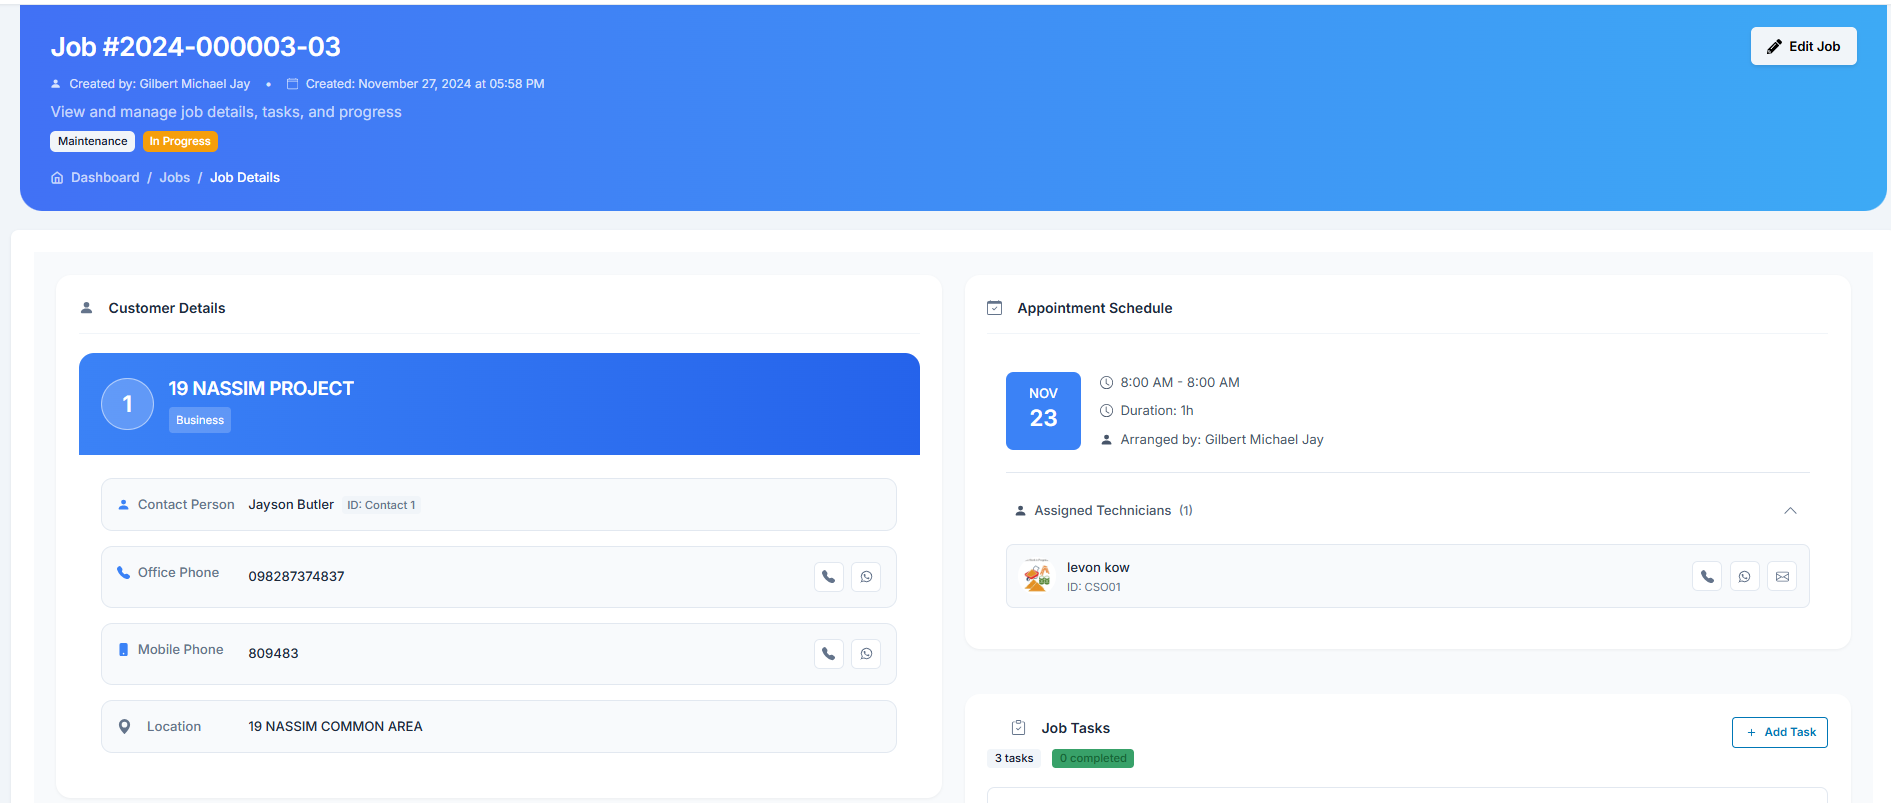 Job #2024-000003-03
Edit Job
Created by: Gilbert Michael Jay • Created: November 27, 2024 at 05:58 PM
View and manage job details, tasks, and progress
Maintenance In Progress
Dashboard / Jobs / Job Details
Customer Details
1
19 NASSIM PROJECT
Business
Contact Person Jayson Butler ID: Contact 1
Office Phone 098287374837
Mobile Phone 809483
Location 19 NASSIM COMMON AREA
Appointment Schedule
NOV
23
8:00 AM - 8:00 AM
Duration: 1h
Arranged by: Gilbert Michael Jay
Assigned Technicians (1)
levon kow
ID: CSO01
Job Tasks
3 tasks 0 completed
+ Add Task